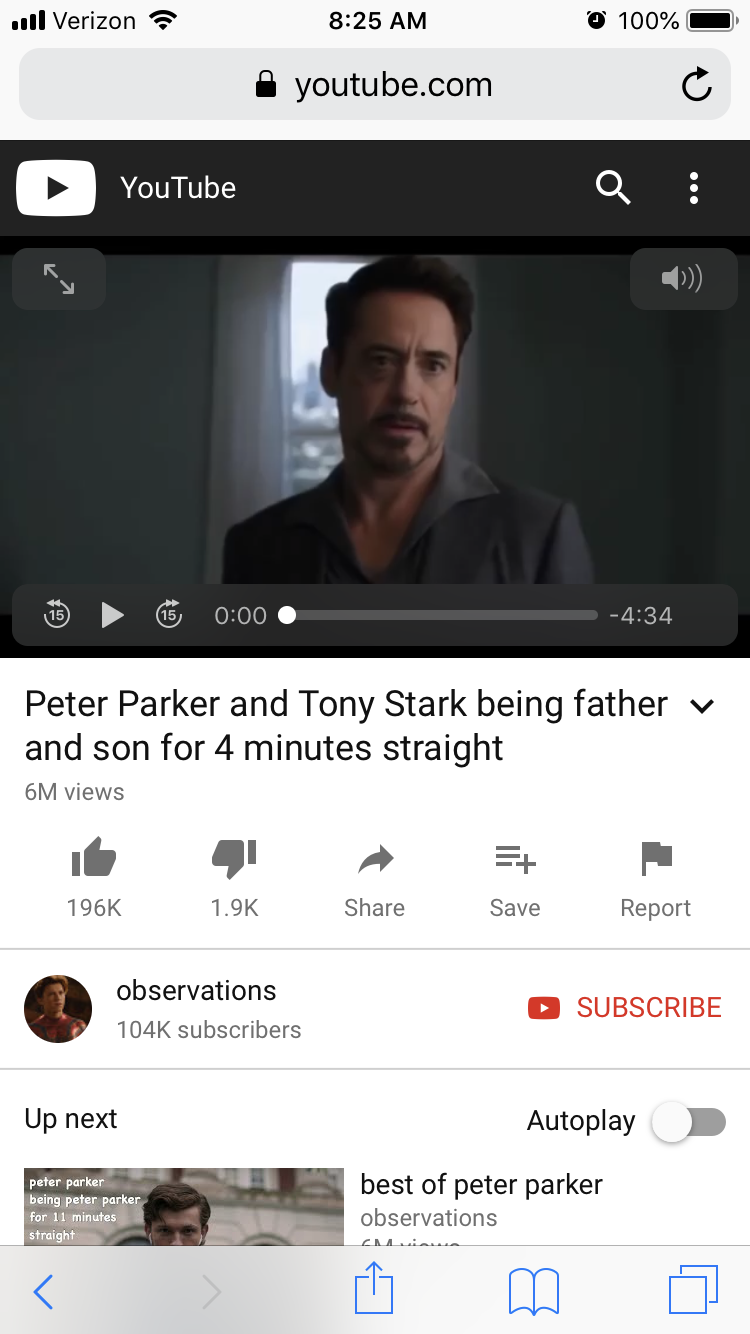 Verizon 8:25 AM 100%
youtube.com
YouTube
15 15 0:00 -4:34
Peter Parker and Tony Stark being father
and son for 4 minutes straight
6M views
196K 1.9K Share Save Report
observations
104K subscribers
SUBSCRIBE
Up next Autoplay
peter parker
being peter parker
for 11 minutes
straight
best of peter parker
observations
6M views